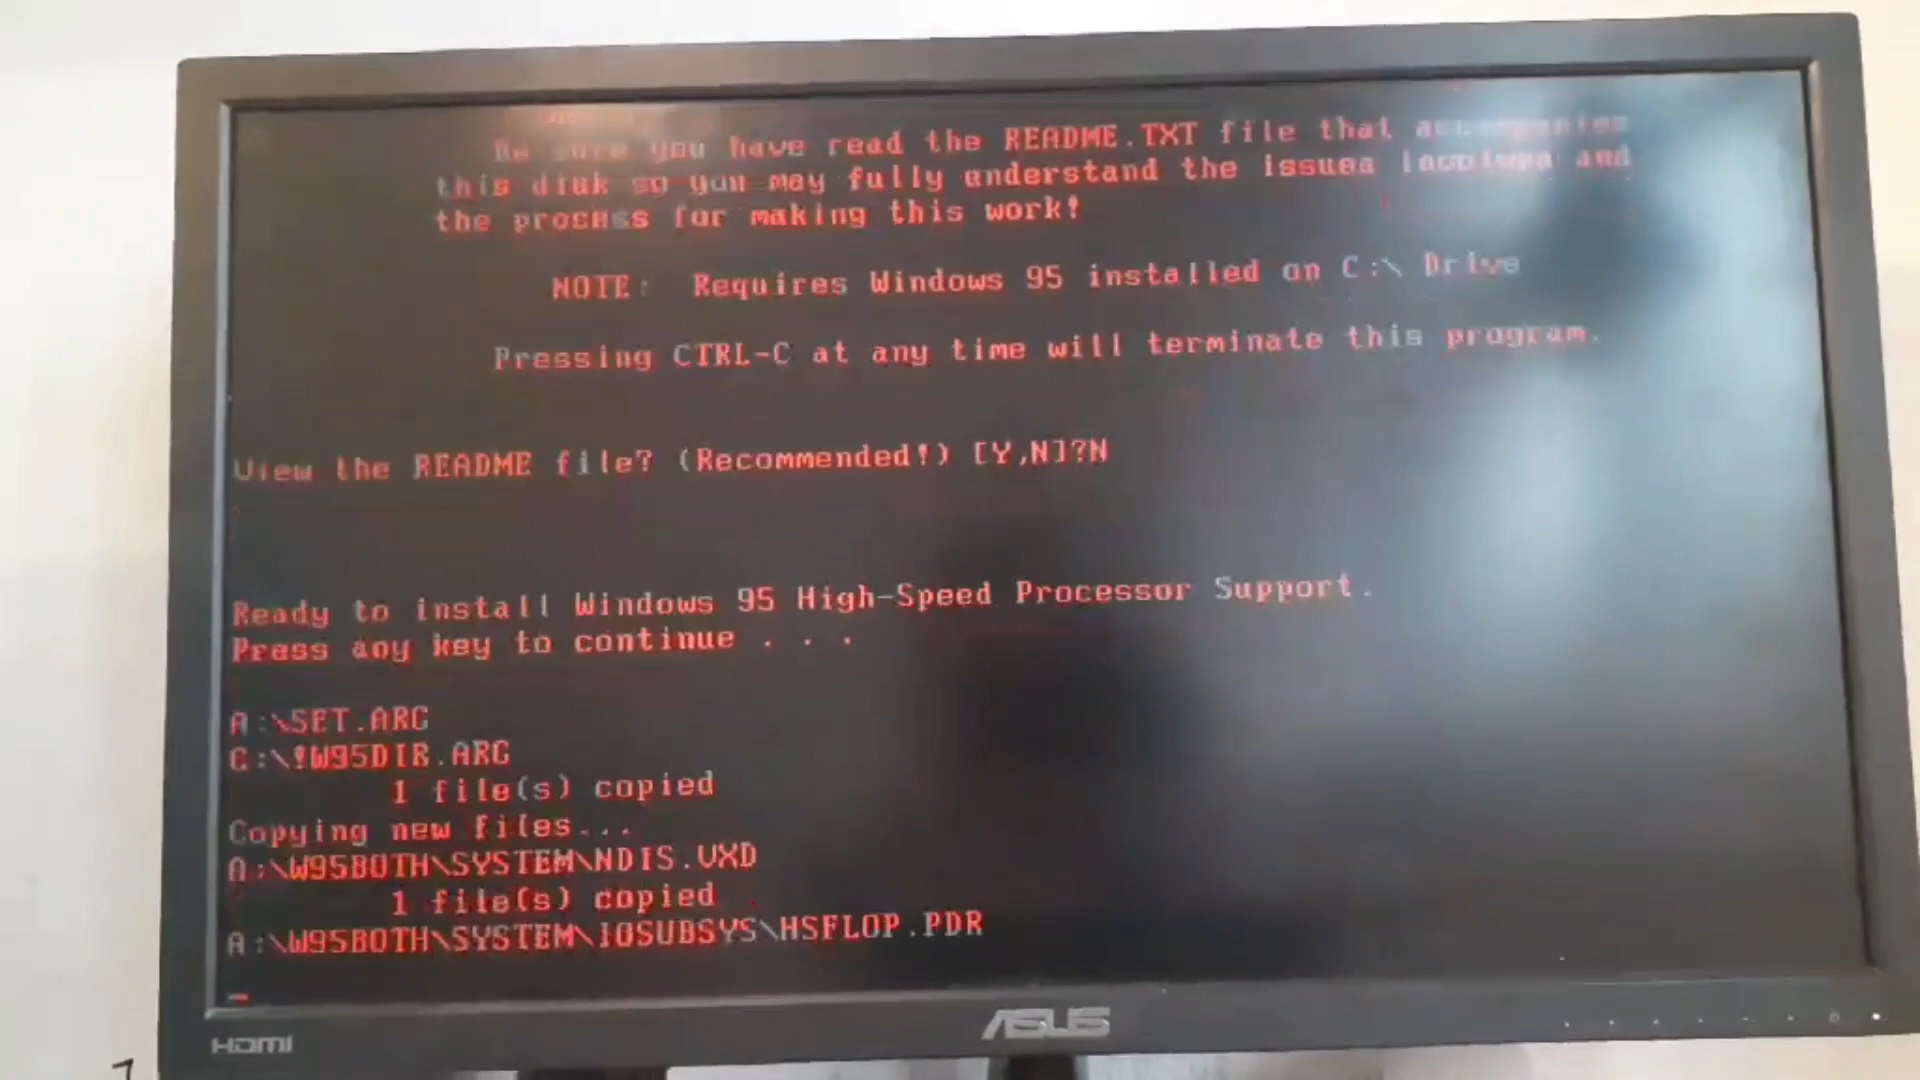 Be sure you have read the README.TXT file that accompanies
this disk so you may fully understand the issues involved and
the process for making this work!
NOTE: Requires Windows 95 installed on C:\ Drive
Pressing CTRL-C at any time will terminate this program.
View the README file? (Recommended!) [Y,N]?N
Ready to install Windows 95 High-Speed Processor Support.
Press any key to continue . . .
A:\SET.ARC
C:\!W95DIR.ARC
1 file(s) copied
Copying new files...
A:\W95BOTH\SYSTEM\NDIS.VXD
1 file(s) copied
A:\W95BOTH\SYSTEM\IOSUBSYS\HSFLOP.PDR
HDMI
ASUS